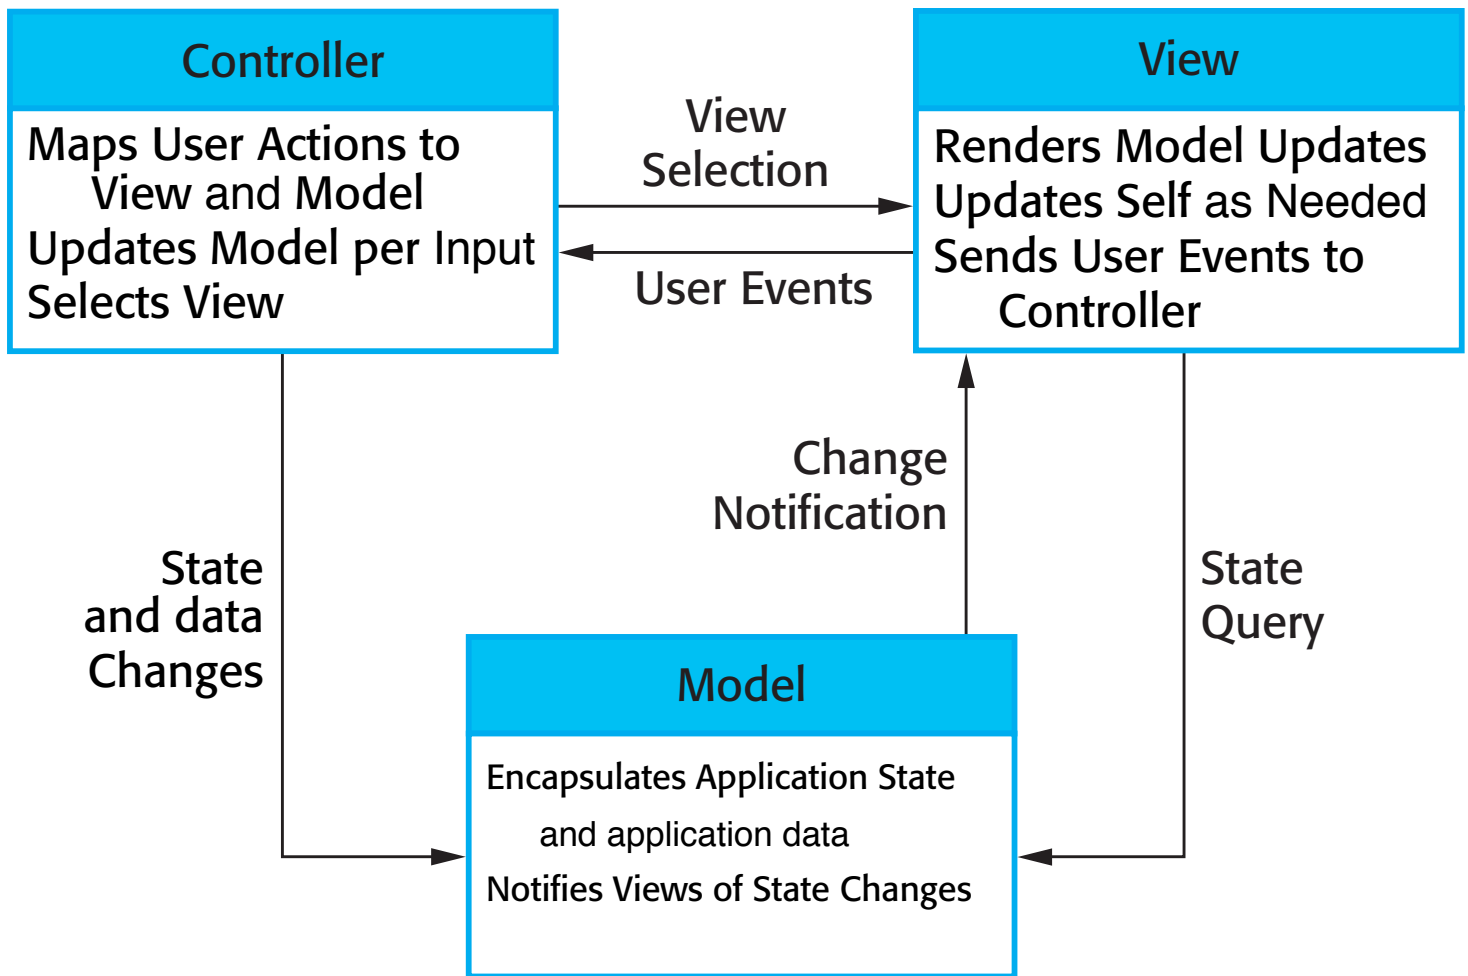 Controller
Maps User Actions to
View and Model
Updates Model per Input
Selects View
View
Selection
User Events
View
Renders Model Updates
Updates Self as Needed
Sends User Events to
Controller
State
and data
Changes
Change
Notification
State
Query
Model
Encapsulates Application State
and application data
Notifies Views of State Changes